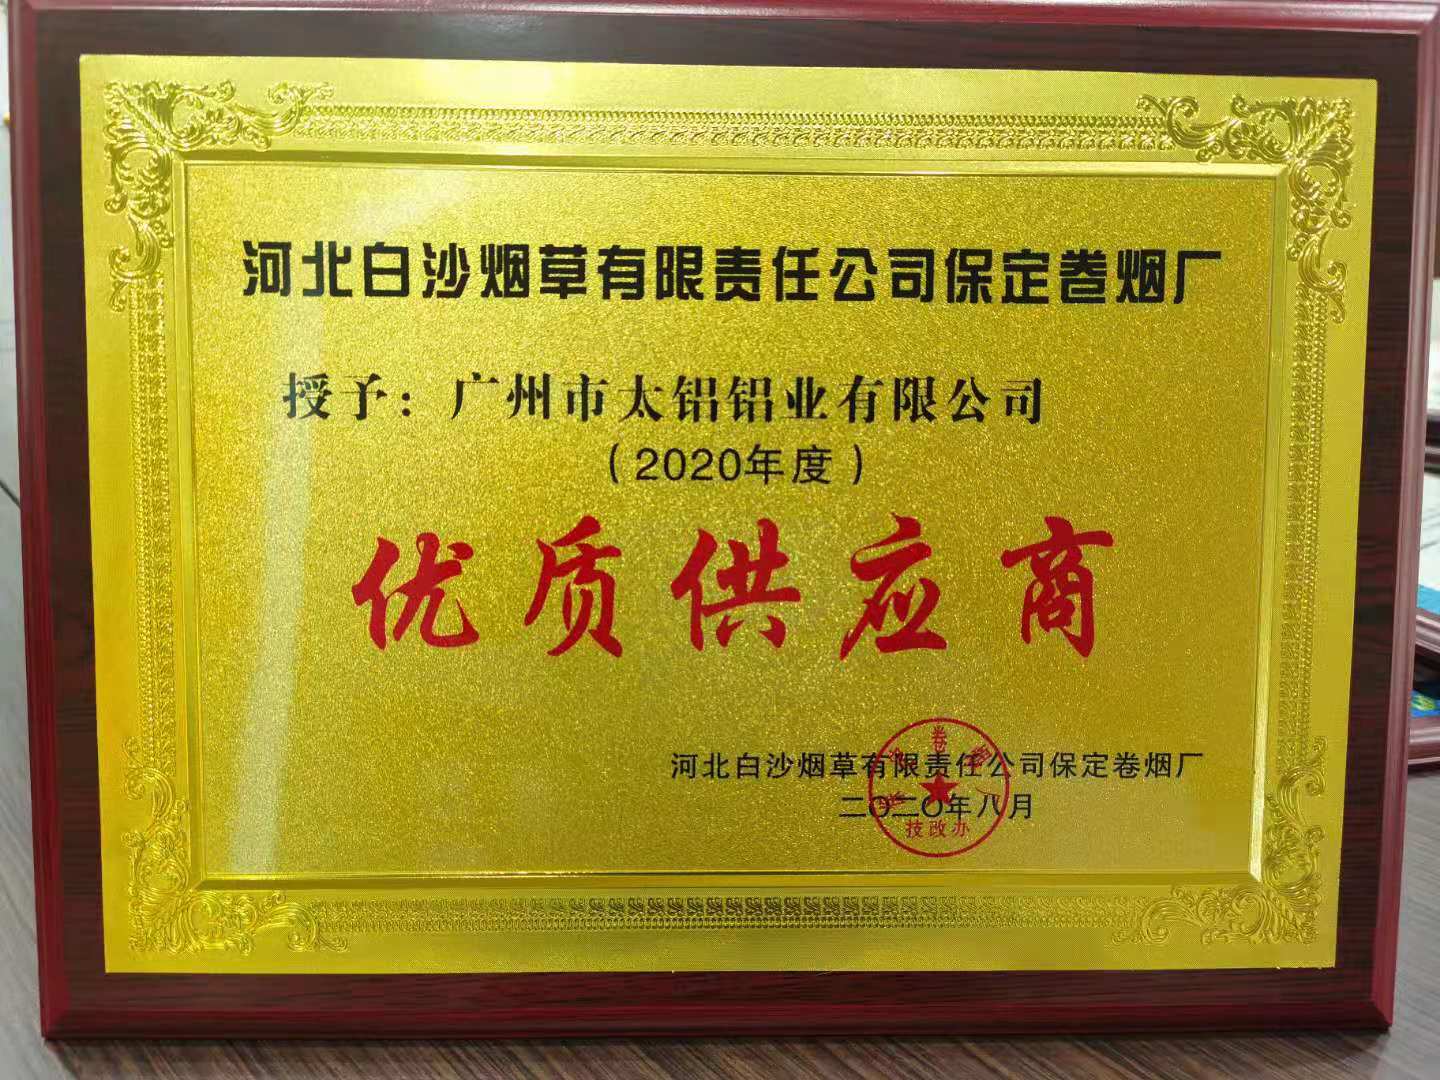 河北白沙烟草有限责任公司保定卷烟厂
授予：广州市太铝铝业有限公司
（2020年度）
优质供应商
河北白沙烟草有限责任公司保定卷烟厂
二〇二〇年八月
技改办